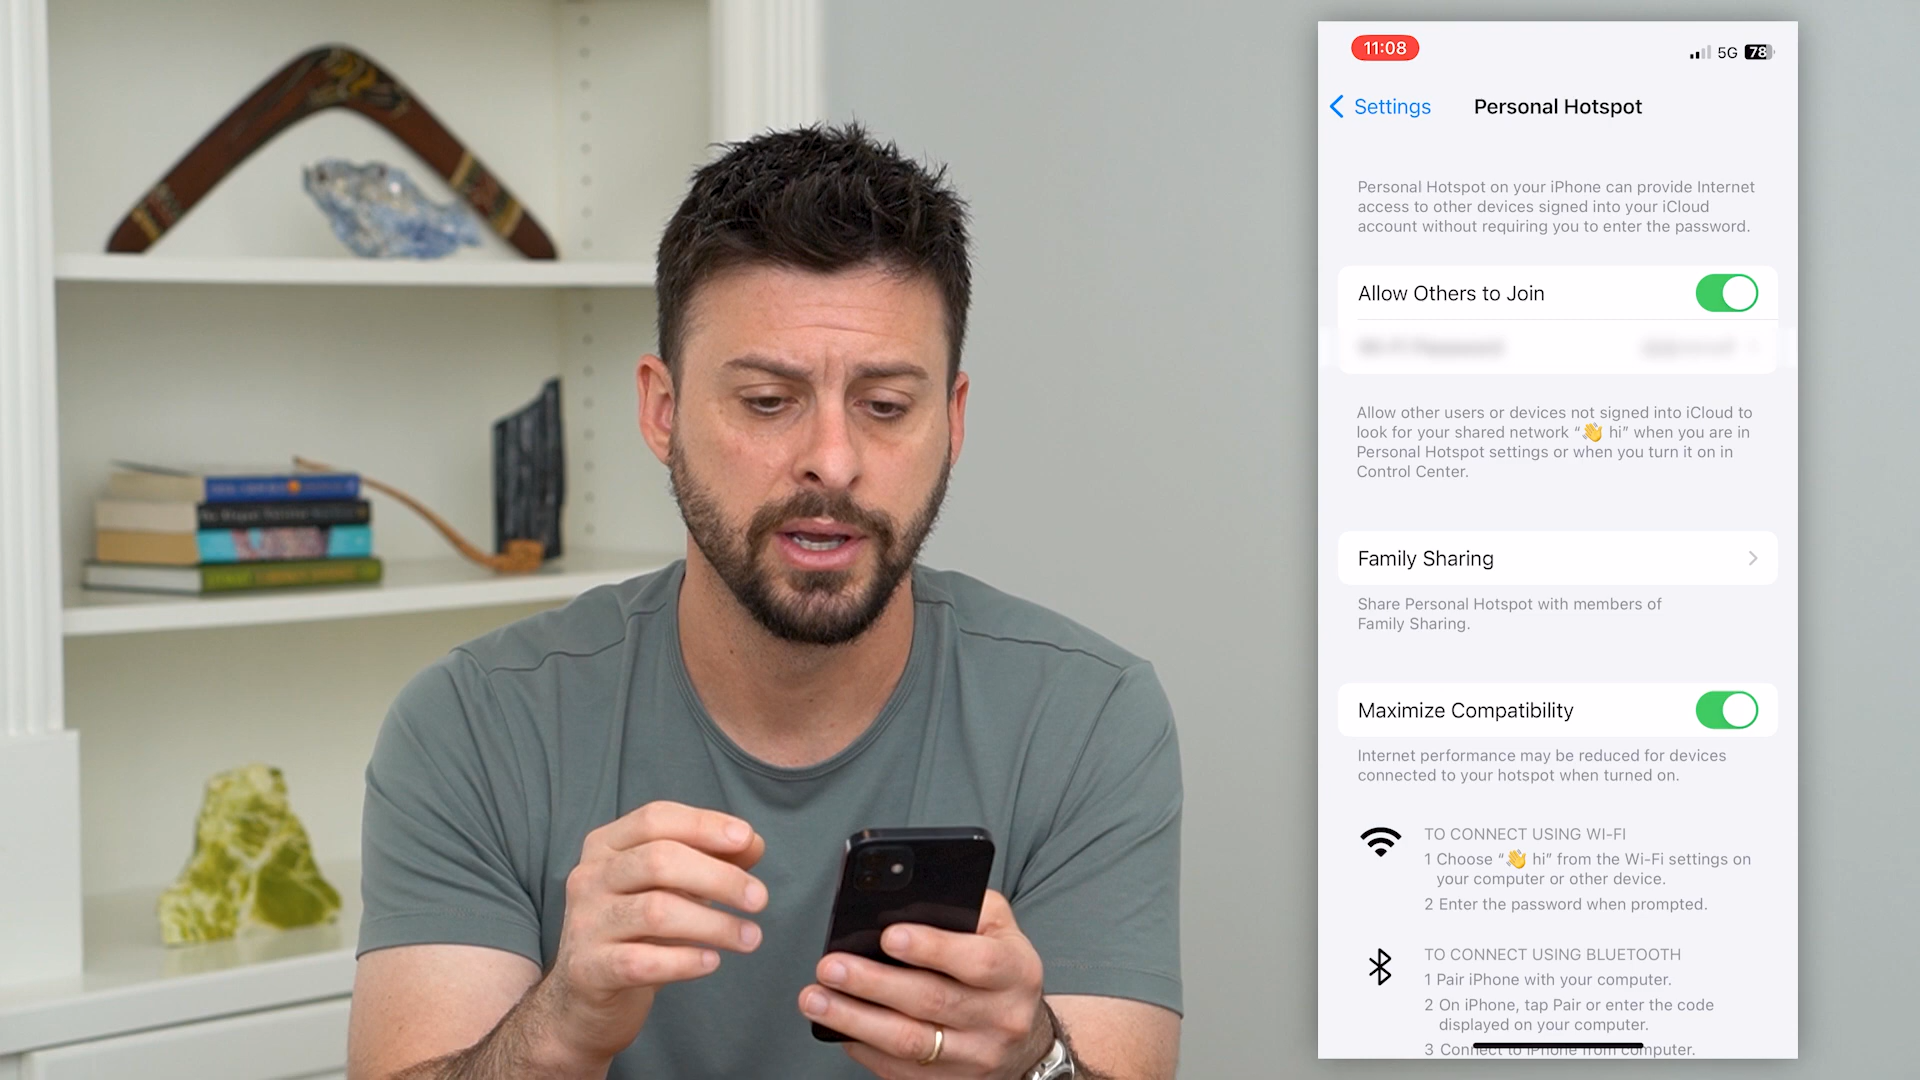 11:08
5G 78
Settings
Personal Hotspot
Personal Hotspot on your iPhone can provide Internet
access to other devices signed into your iCloud
account without requiring you to enter the password.
Allow Others to Join
Wi-Fi Password
Allow other users or devices not signed into iCloud to
look for your shared network “👋 hi” when you are in
Personal Hotspot settings or when you turn it on in
Control Center.
Family Sharing
Share Personal Hotspot with members of
Family Sharing.
Maximize Compatibility
Internet performance may be reduced for devices
connected to your hotspot when turned on.
TO CONNECT USING WI-FI
1 Choose “👋 hi” from the Wi-Fi settings on
your computer or other device.
2 Enter the password when prompted.
TO CONNECT USING BLUETOOTH
1 Pair iPhone with your computer.
2 On iPhone, tap Pair or enter the code
displayed on your computer.
3 Connect to iPhone from computer.